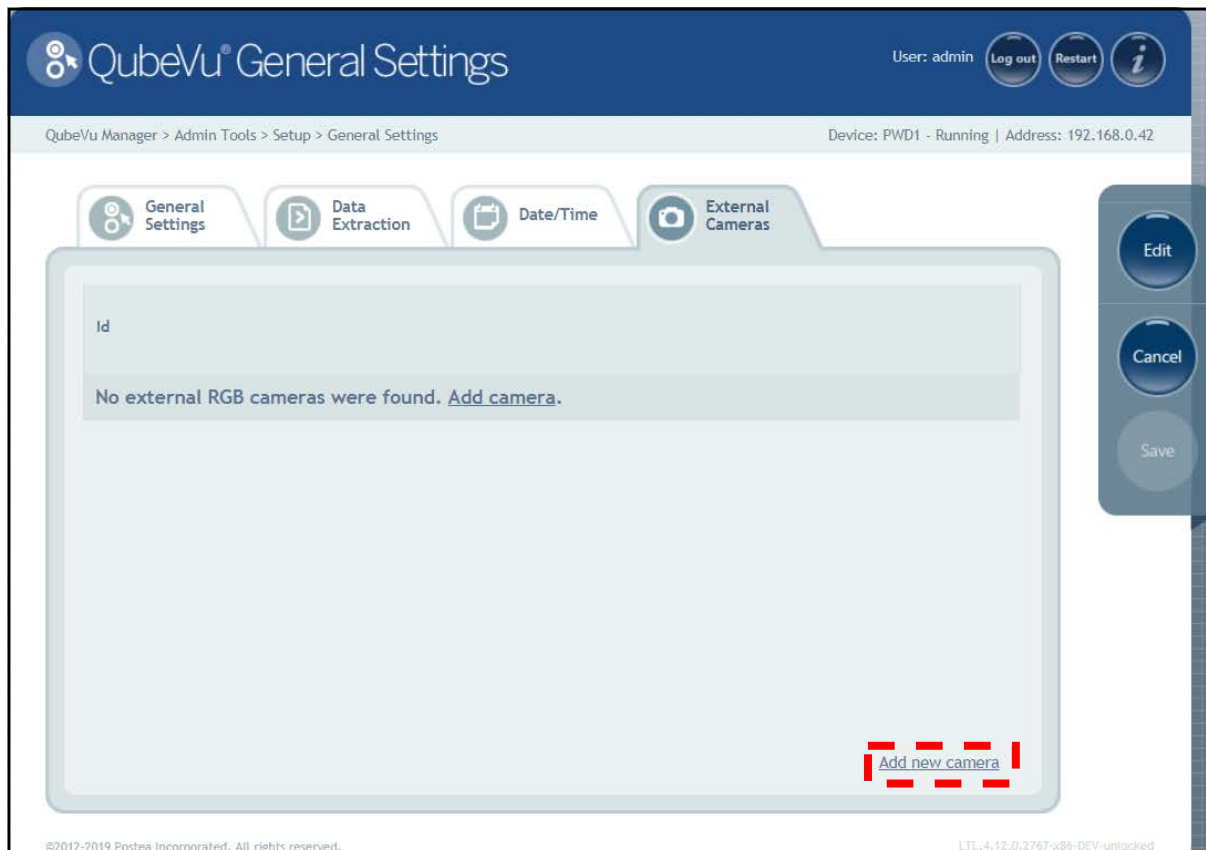 QubeVu® General Settings
User: admin
Log out
Restart
i
QubeVu Manager > Admin Tools > Setup > General Settings
Device: PWD1 - Running | Address: 192.168.0.42
General
Settings
Data
Extraction
Date/Time
External
Cameras
Edit
Id
Cancel
No external RGB cameras were found. Add camera.
Save
Add new camera
©2012-2019 Postea Incorporated. All rights reserved.
LTL.4.12.0.2767-x86-DEV-unlocked